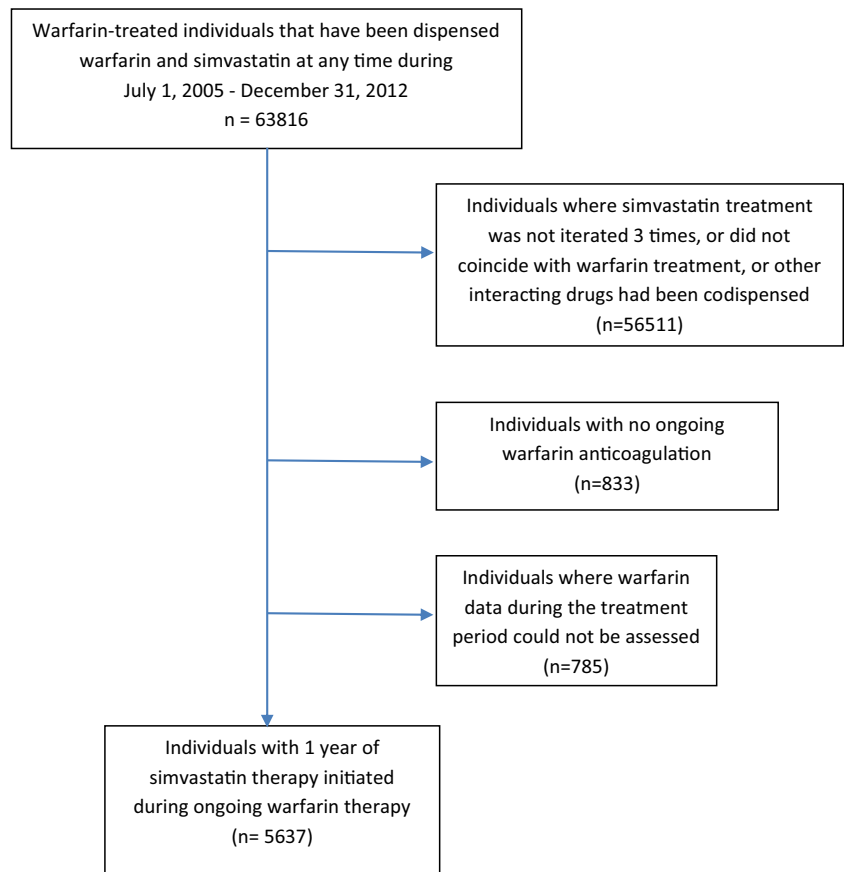 Warfarin-treated individuals that have been dispensed
warfarin and simvastatin at any time during
July 1, 2005 - December 31, 2012
n = 63816
Individuals where simvastatin treatment
was not iterated 3 times, or did not
coincide with warfarin treatment, or other
interacting drugs had been codispensed
(n=56511)
Individuals with no ongoing
warfarin anticoagulation
(n=833)
Individuals where warfarin
data during the treatment
period could not be assessed
(n=785)
Individuals with 1 year of
simvastatin therapy initiated
during ongoing warfarin therapy
(n= 5637)